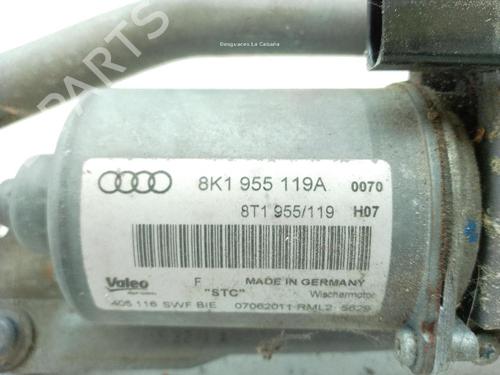 Desguaces La Cabaña
PARTS
8K1 955 119A 0070
8T1 955/119 H07
Valeo F MADE IN GERMANY
"STC" Wischermotor
405 116 SWF BiE 07062011 RML2 5629